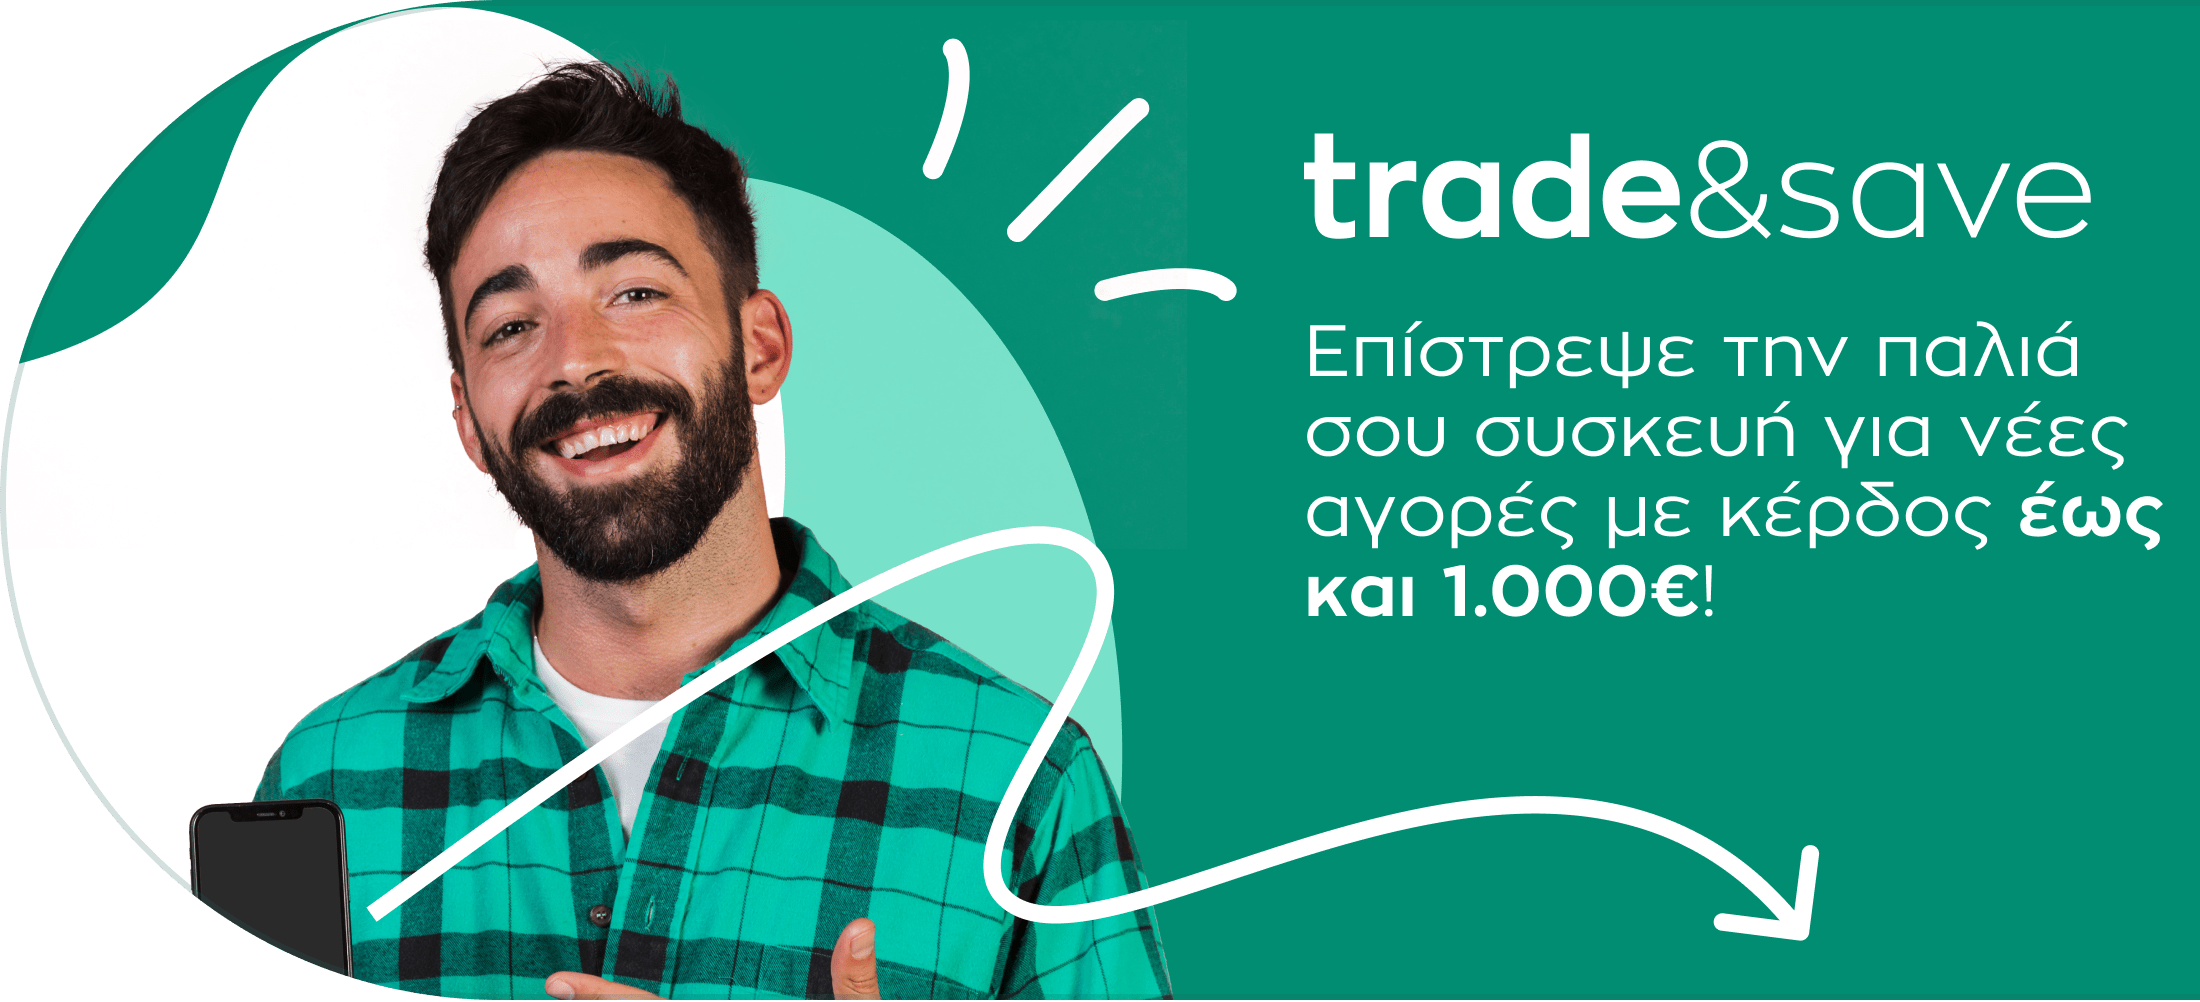 trade&save
Επίστρεψε την παλιά
σου συσκευή για νέες
αγορές με κέρδος έως
και 1.000€!